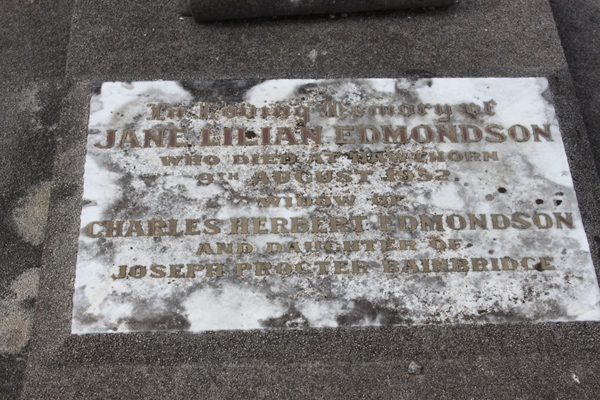 In Loving Memory of
JANE LILIAN EDMONDSON
WHO DIED AT HAWTHORN
9TH AUGUST 1952.
WIDOW OF
CHARLES HERBERT EDMONDSON
AND DAUGHTER OF
JOSEPH PROCTER BAINBRIDGE